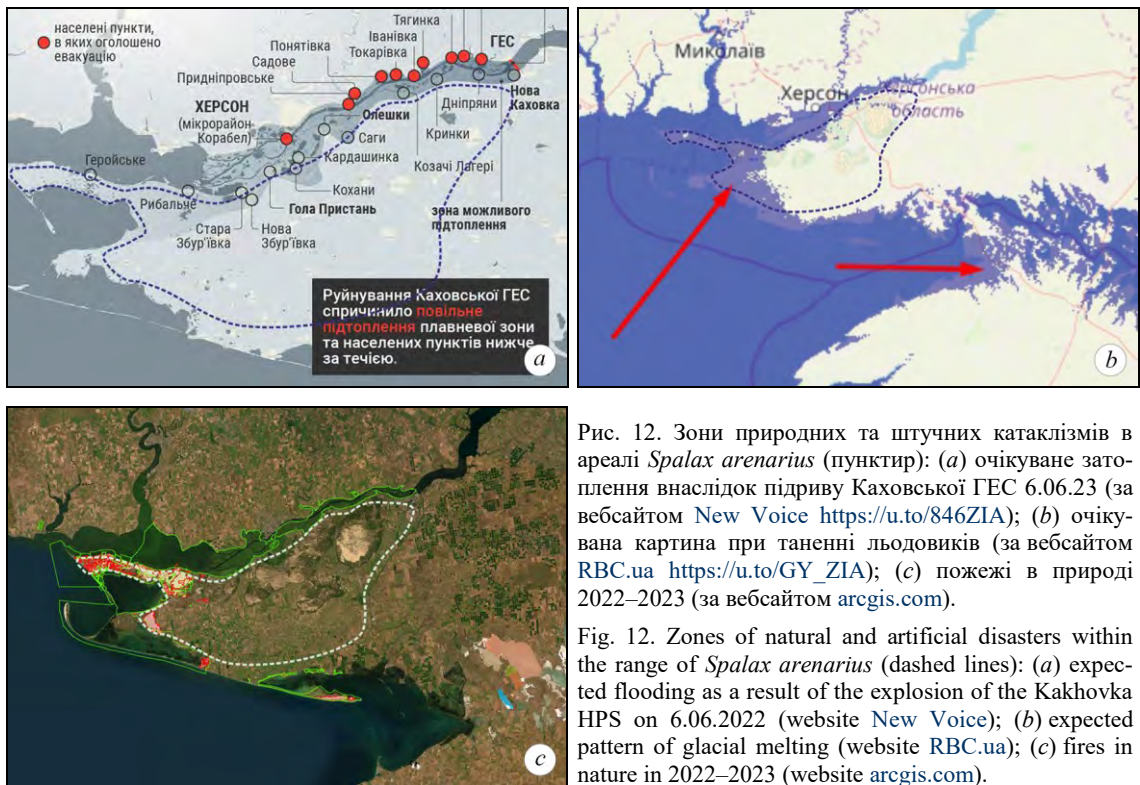 населені пункти,
в яких оголошено
евакуацію
Тягинка
Іванівка
Токарівка
ГЕС
Понятівка
Садове
Придніпровське
ХЕРСОН
(мікрорайон
Корабел)
Олешки
Дніпряни
Нова
Каховка
Кринки
Саги
Козачі Лагері
Кардашинка
Геройське
Рибальче
Кохани
Гола Пристань
зона можливого
підтоплення
Стара
Збур'ївка
Нова
Збур'ївка
Руйнування Каховської ГЕС
спричинило повільне
підтоплення плавневої зони
та населених пунктів нижче
за течією.
a
Миколаїв
Херсон
область
b
c
Рис. 12. Зони природних та штучних катаклізмів в
ареалі Spalax arenarius (пунктир): (a) очікуване зато-
плення внаслідок підриву Каховської ГЕС 6.06.23 (за
вебсайтом New Voice https://u.to/846ZIA); (b) очіку-
вана картина при таненні льодовиків (за вебсайтом
RBC.ua https://u.to/GY_ZIA); (c) пожежі в природі
2022–2023 (за вебсайтом arcgis.com).
Fig. 12. Zones of natural and artificial disasters within
the range of Spalax arenarius (dashed lines): (a) expec-
ted flooding as a result of the explosion of the Kakhovka
HPS on 6.06.2022 (website New Voice); (b) expected
pattern of glacial melting (website RBC.ua); (c) fires in
nature in 2022–2023 (website arcgis.com).